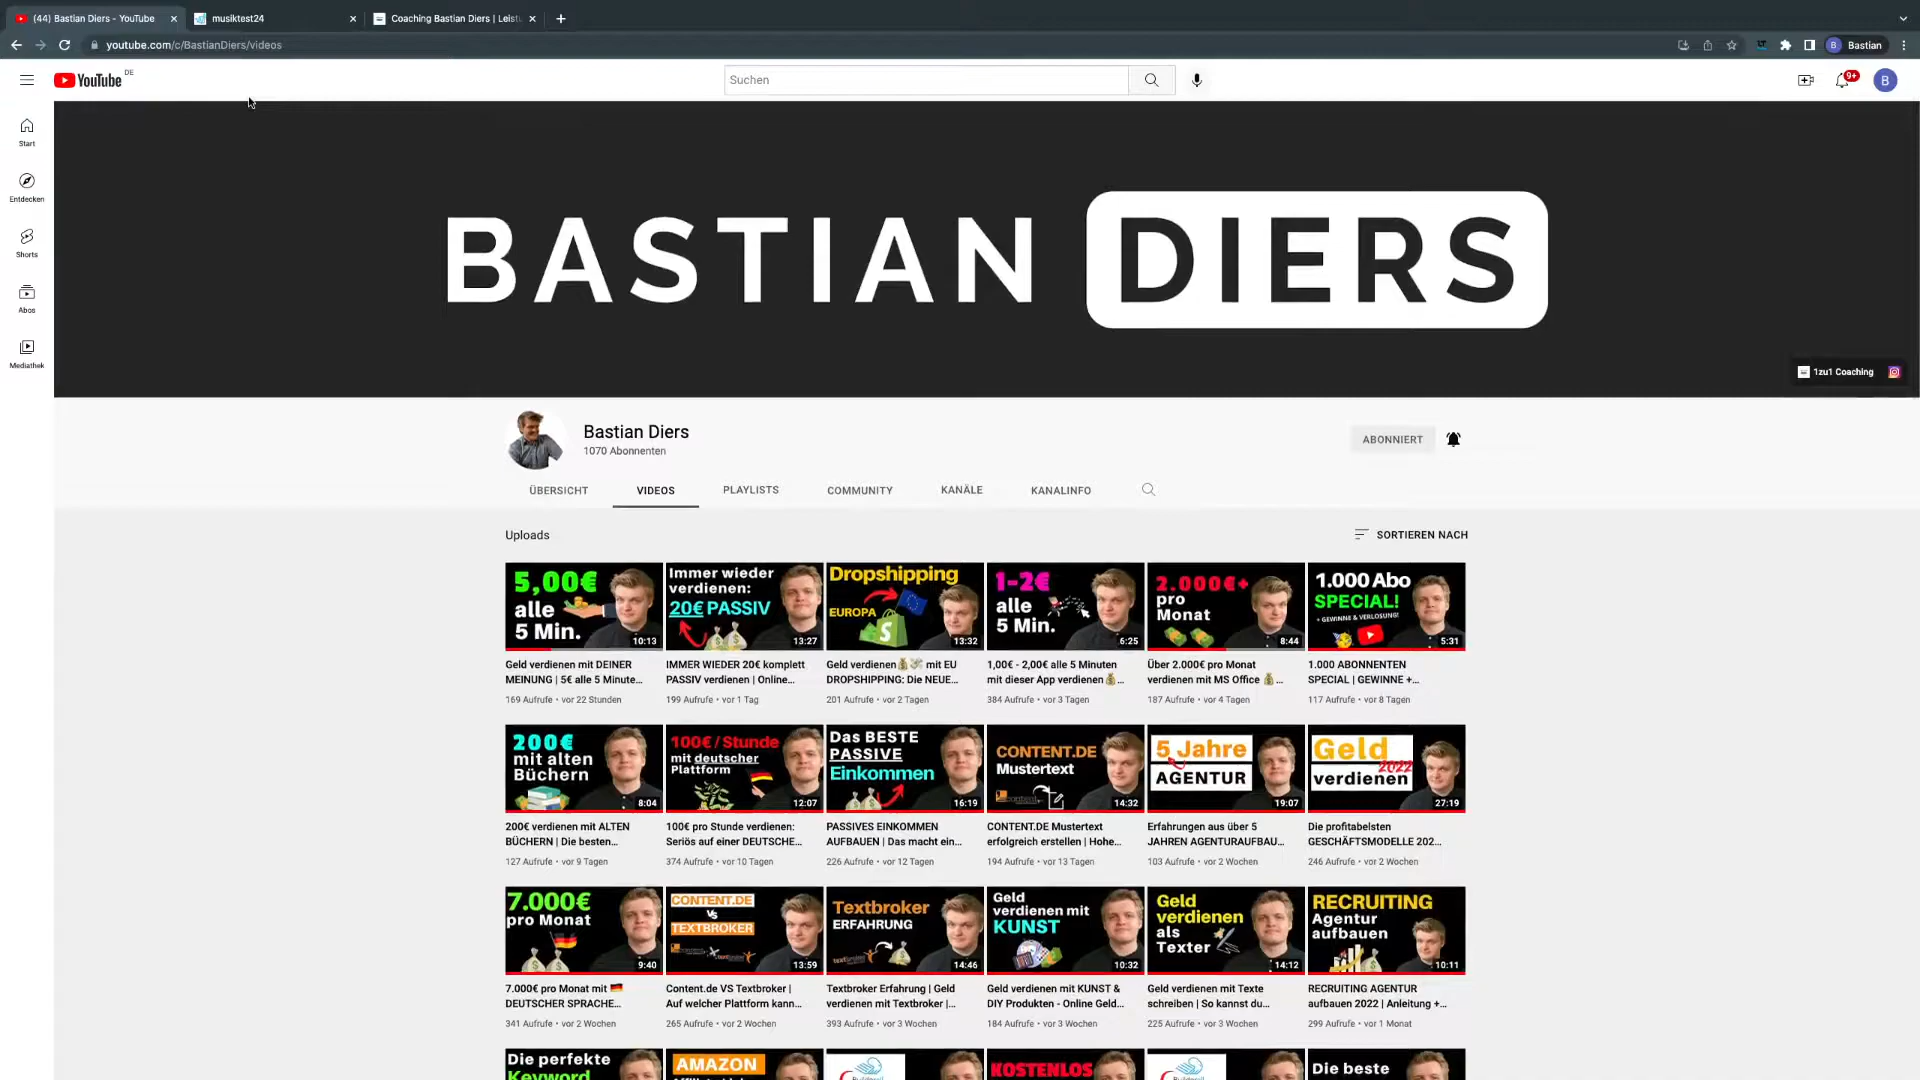 (44) Bastian Diers - YouTube
musiktest24
Coaching Bastian Diers | Leist
youtube.com/c/BastianDiers/videos
B
Bastian
YouTube
DE
Suchen
9+
B
Start
Entdecken
Shorts
Abos
Mediathek
BASTIAN DIERS
1zu1 Coaching
Bastian Diers
1070 Abonnenten
ABONNIERT
ÜBERSICHT
VIDEOS
PLAYLISTS
COMMUNITY
KANÄLE
KANALINFO
Uploads
SORTIEREN NACH
5,00€
alle
5 Min.
10:13
Geld verdienen mit DEINER
MEINUNG | 5€ alle 5 Minute...
169 Aufrufe • vor 22 Stunden
Immer wieder
verdienen:
20€ PASSIV
13:27
IMMER WIEDER 20€ komplett
PASSIV verdienen | Online...
199 Aufrufe • vor 1 Tag
Dropshipping
EUROPA
13:32
Geld verdienen💰💸 mit EU
DROPSHIPPING: Die NEUE...
201 Aufrufe • vor 2 Tagen
1-2€
alle
5 Min.
6:25
1,00€ - 2,00€ alle 5 Minuten
mit dieser App verdienen💰...
384 Aufrufe • vor 3 Tagen
2.000€+
pro
Monat
8:44
Über 2.000€ pro Monat
verdienen mit MS Office 💰...
187 Aufrufe • vor 4 Tagen
1.000 Abo
SPECIAL!
+ GEWINNE & VERLOSUNG!
5:31
1.000 ABONNENTEN
SPECIAL | GEWINNE +...
117 Aufrufe • vor 8 Tagen
200€
mit alten
Büchern
8:04
200€ verdienen mit ALTEN
BÜCHERN | Die besten...
127 Aufrufe • vor 9 Tagen
100€/Stunde
mit deutscher
Plattform
12:07
100€ pro Stunde verdienen:
Seriös auf einer DEUTSCHE...
374 Aufrufe • vor 10 Tagen
Das BESTE
PASSIVE
Einkommen
16:19
PASSIVES EINKOMMEN
AUFBAUEN | Das macht ein...
226 Aufrufe • vor 12 Tagen
CONTENT.DE
Mustertext
14:32
CONTENT.DE Mustertext
erfolgreich erstellen | Hohe...
194 Aufrufe • vor 13 Tagen
5 Jahre
AGENTUR
19:07
Erfahrungen aus über 5
JAHREN AGENTURAUFBAU...
103 Aufrufe • vor 2 Wochen
Geld
2022
verdienen
27:19
Die profitabelsten
GESCHÄFTSMODELLE 202...
246 Aufrufe • vor 2 Wochen
7.000€
pro Monat
9:40
7.000€ pro Monat mit 🇩🇪
DEUTSCHER SPRACHE...
341 Aufrufe • vor 2 Wochen
CONTENT.DE
VS
TEXTBROKER
13:59
Content.de VS Textbroker |
Auf welcher Plattform kann...
265 Aufrufe • vor 2 Wochen
Textbroker
ERFAHRUNG
14:46
Textbroker Erfahrung | Geld
verdienen mit Textbroker |...
393 Aufrufe • vor 3 Wochen
Geld
verdienen mit
KUNST
10:32
Geld verdienen mit KUNST &
DIY Produkten - Online Geld...
184 Aufrufe • vor 3 Wochen
Geld
verdienen
als
Texter
14:12
Geld verdienen mit Texte
schreiben | So kannst du...
225 Aufrufe • vor 3 Wochen
RECRUITING
Agentur
aufbauen
10:11
RECRUITING AGENTUR
aufbauen 2022 | Anleitung +...
299 Aufrufe • vor 1 Monat
Die perfekte
Keyword
AMAZON
KOSTENLOS
Die beste